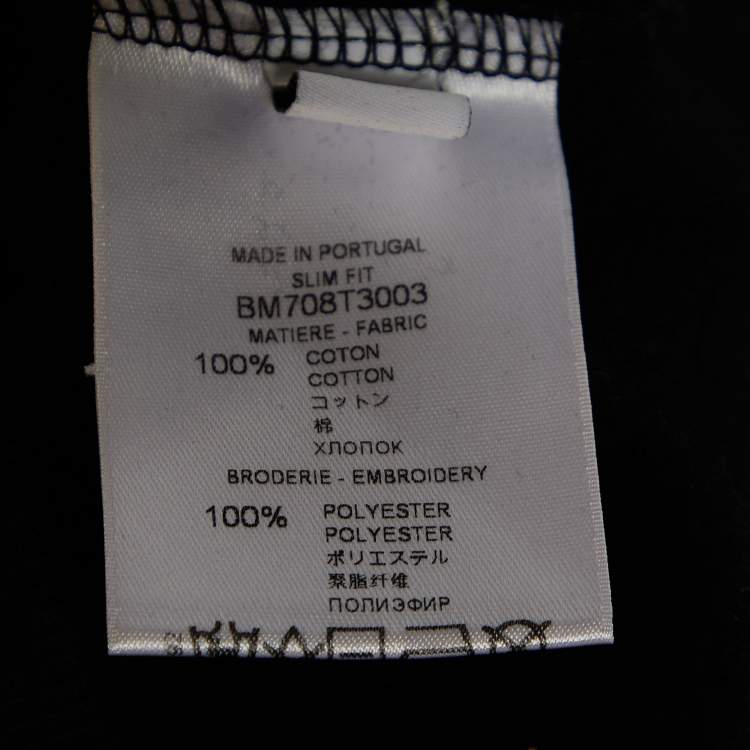 MADE IN PORTUGAL
SLIM FIT
BM708T3003
MATIERE - FABRIC
100% COTON
COTTON
コットン
棉
ХЛОПОК
BRODERIE - EMBROIDERY
100% POLYESTER
POLYESTER
ポリエステル
聚脂纤维
ПОЛИЭФИР